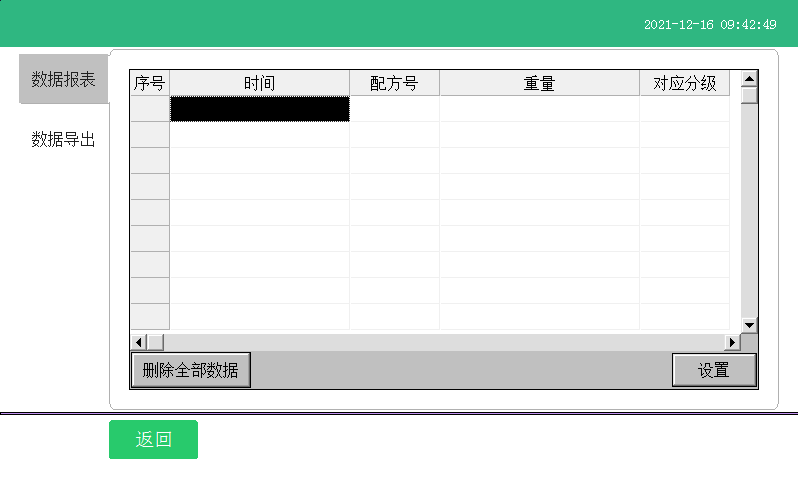 2021-12-16 09:42:49
数据报表
数据导出
序号 时间 配方号 重量 对应分级
删除全部数据 设置
返回